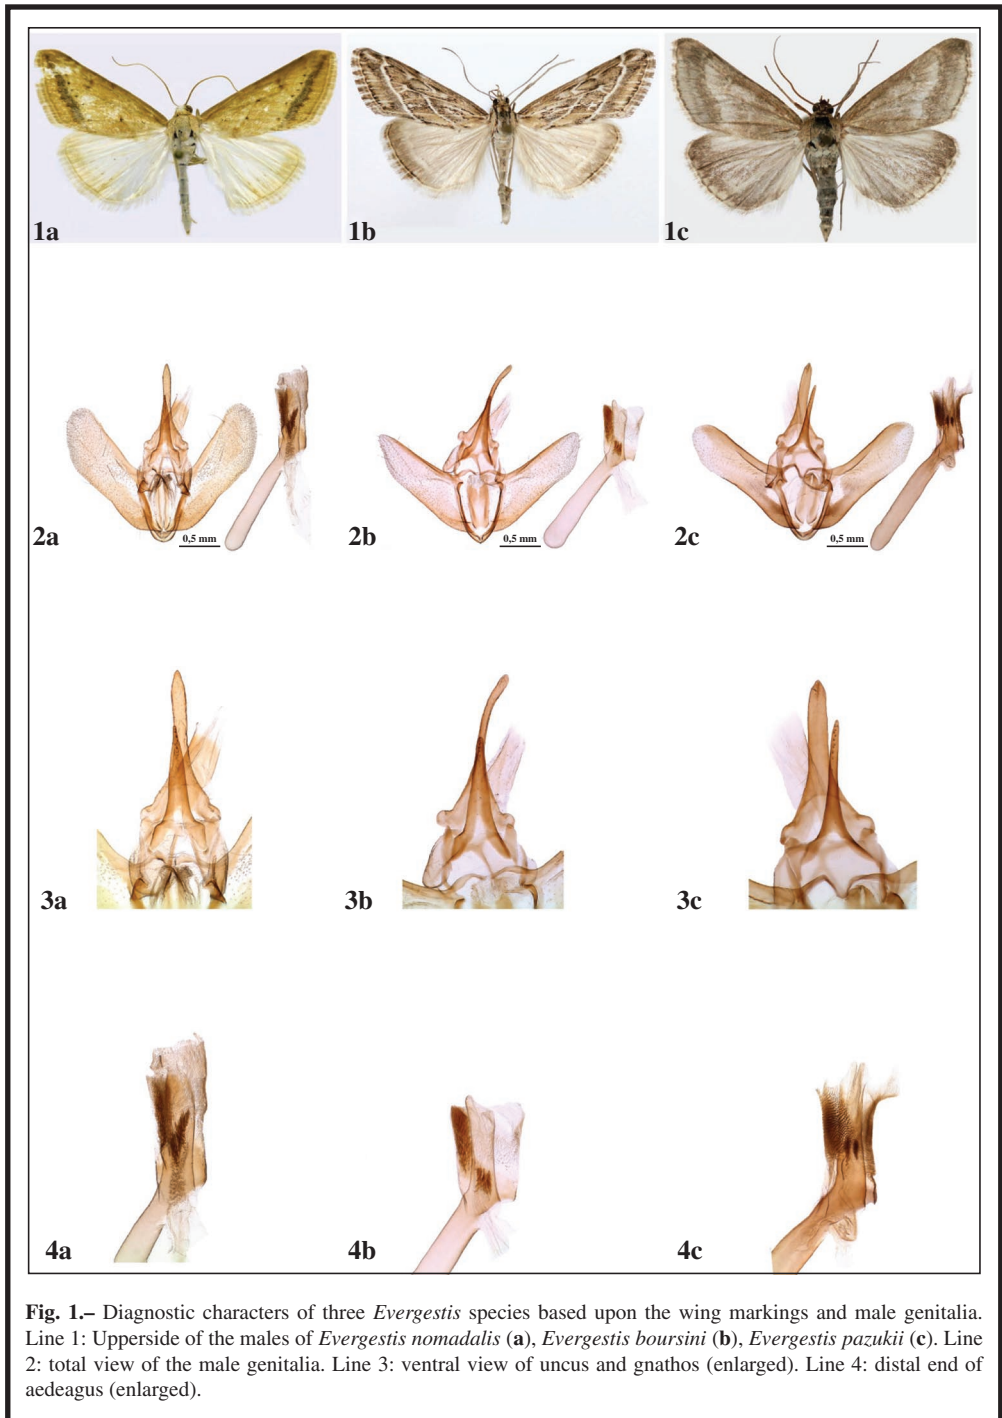 1a
1b
1c
2a
0,5 mm
2b
0,5 mm
2c
0,5 mm
3a
3b
3c
4a
4b
4c
Fig. 1.– Diagnostic characters of three Evergestis species based upon the wing markings and male genitalia.
Line 1: Upperside of the males of Evergestis nomadalis (a), Evergestis boursini (b), Evergestis pazukii (c). Line
2: total view of the male genitalia. Line 3: ventral view of uncus and gnathos (enlarged). Line 4: distal end of
aedeagus (enlarged).